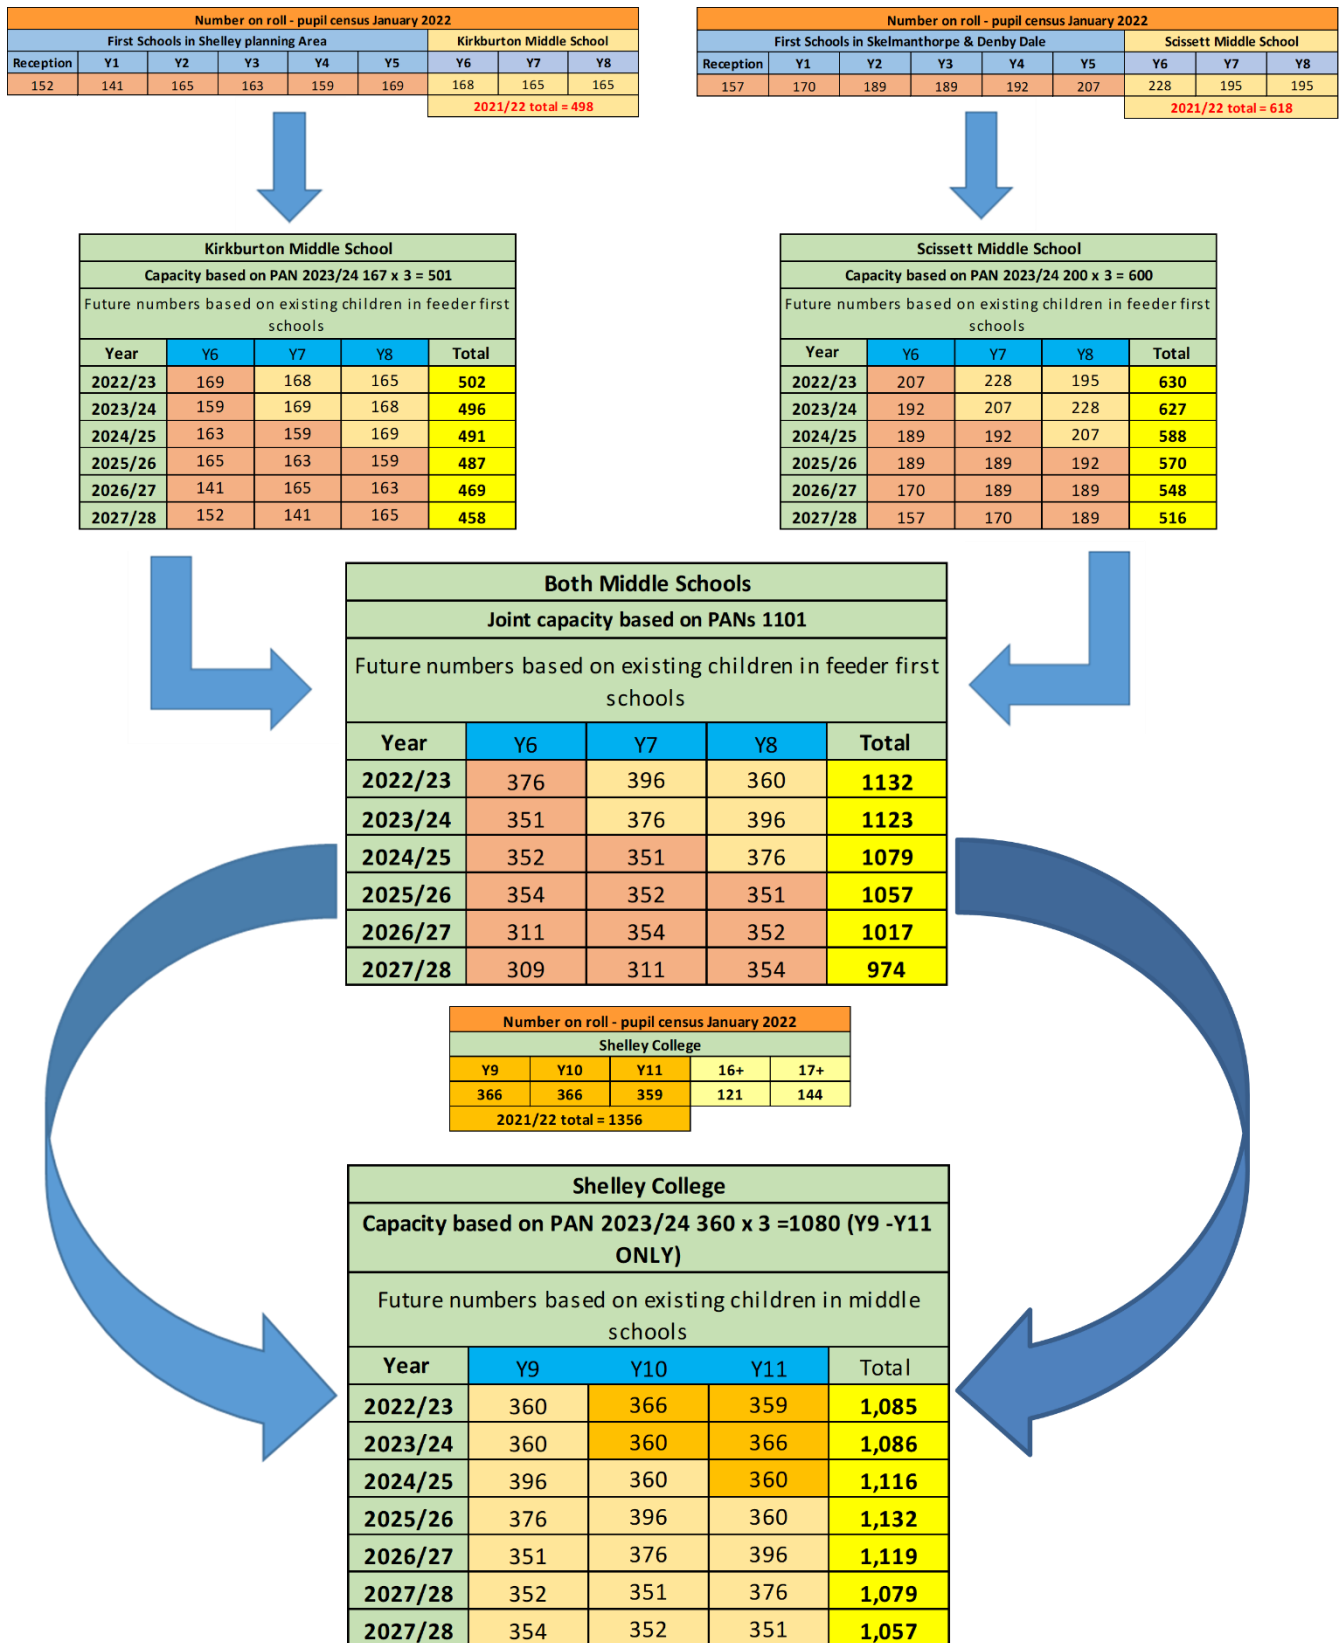 Number on roll - pupil census January 2022
First Schools in Shelley planning Area Kirkburton Middle School
Reception Y1 Y2 Y3 Y4 Y5 Y6 Y7 Y8
152 141 165 163 159 169 168 165 165
2021/22 total = 498
Number on roll - pupil census January 2022
First Schools in Skelmanthorpe & Denby Dale Scissett Middle School
Reception Y1 Y2 Y3 Y4 Y5 Y6 Y7 Y8
157 170 189 189 192 207 228 195 195
2021/22 total = 618
Kirkburton Middle School
Capacity based on PAN 2023/24 167 x 3 = 501
Future numbers based on existing children in feeder first
schools
Year Y6 Y7 Y8 Total
2022/23 169 168 165 502
2023/24 159 169 168 496
2024/25 163 159 169 491
2025/26 165 163 159 487
2026/27 141 165 163 469
2027/28 152 141 165 458
Scissett Middle School
Capacity based on PAN 2023/24 200 x 3 = 600
Future numbers based on existing children in feeder first
schools
Year Y6 Y7 Y8 Total
2022/23 207 228 195 630
2023/24 192 207 228 627
2024/25 189 192 207 588
2025/26 189 189 192 570
2026/27 170 189 189 548
2027/28 157 170 189 516
Both Middle Schools
Joint capacity based on PANs 1101
Future numbers based on existing children in feeder first
schools
Year Y6 Y7 Y8 Total
2022/23 376 396 360 1132
2023/24 351 376 396 1123
2024/25 352 351 376 1079
2025/26 354 352 351 1057
2026/27 311 354 352 1017
2027/28 309 311 354 974
Number on roll - pupil census January 2022
Shelley College
Y9 Y10 Y11 16+ 17+
366 366 359 121 144
2021/22 total = 1356
Shelley College
Capacity based on PAN 2023/24 360 x 3 =1080 (Y9 -Y11
ONLY)
Future numbers based on existing children in middle
schools
Year Y9 Y10 Y11 Total
2022/23 360 366 359 1,085
2023/24 360 360 366 1,086
2024/25 396 360 360 1,116
2025/26 376 396 360 1,132
2026/27 351 376 396 1,119
2027/28 352 351 376 1,079
2027/28 354 352 351 1,057